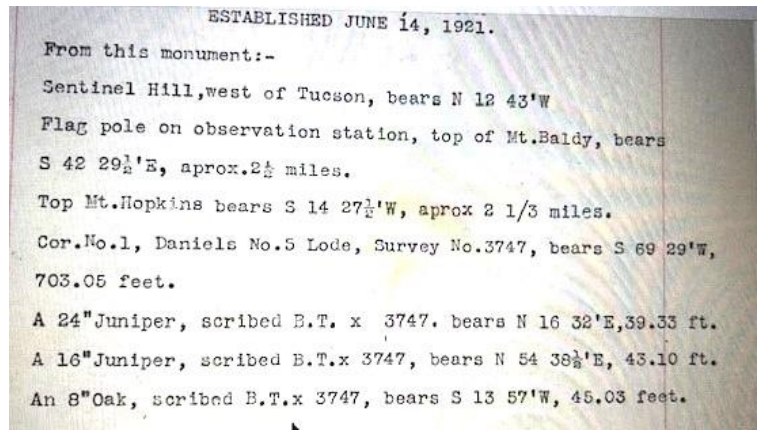 ESTABLISHED JUNE 14, 1921.
From this monument:-
Sentinel Hill,west of Tucson, bears N 12 43'W
Flag pole on observation station, top of Mt.Baldy, bears
S 42 29½'E, aprox.2½ miles.
Top Mt.Hopkins bears S 14 27½'W, aprox 2 1/3 miles.
Cor.No.1, Daniels No.5 Lode, Survey No.3747, bears S 69 29'W,
703.05 feet.
A 24"Juniper, scribed B.T. x 3747. bears N 16 32'E,39.33 ft.
A 16"Juniper, scribed B.T.x 3747, bears N 54 38½'E, 43.10 ft.
An 8"Oak, scribed B.T.x 3747, bears S 13 57'W, 45.03 feet.